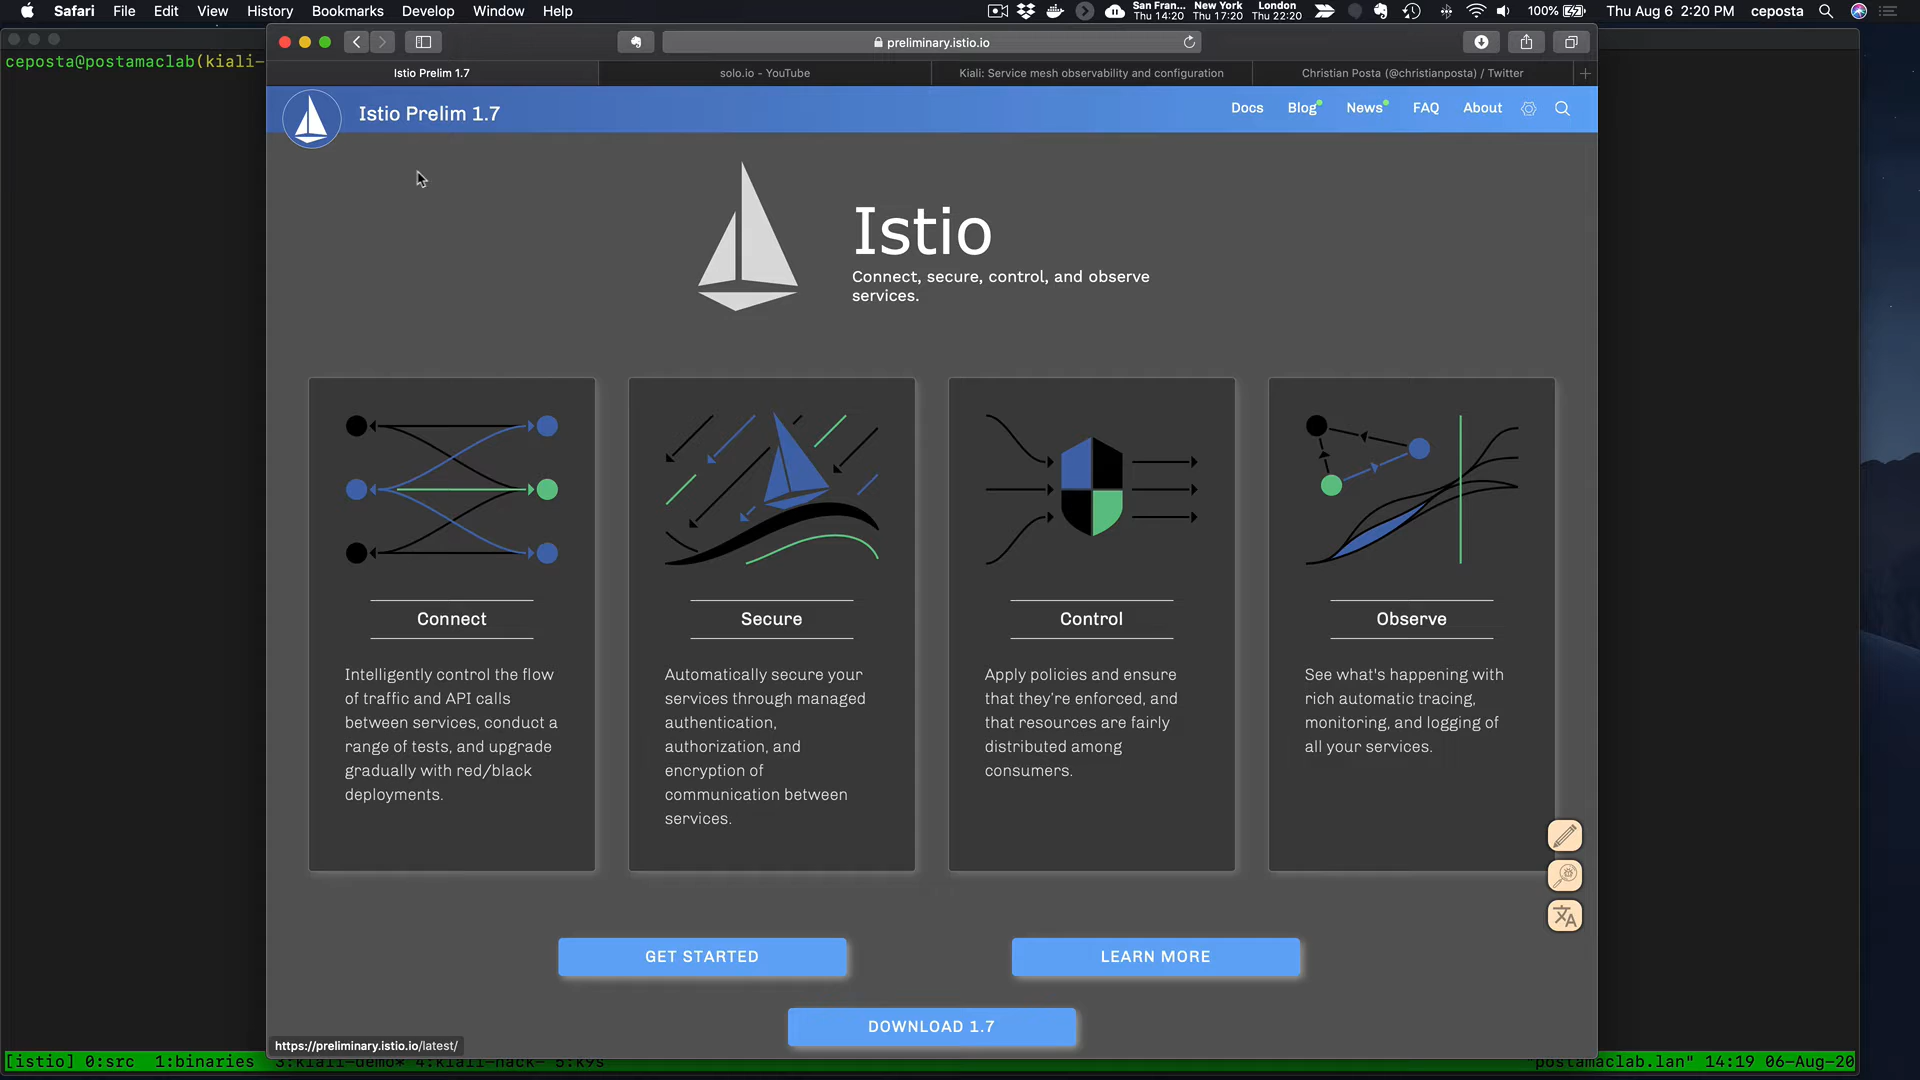 Safari File Edit View History Bookmarks Develop Window Help
San Fran... Thu 14:20 New York Thu 17:20 London Thu 22:20 100% Thu Aug 6 2:20 PM ceposta
preliminary.istio.io
Istio Prelim 1.7
solo.io - YouTube
Kiali: Service mesh observability and configuration
Christian Posta (@christianposta) / Twitter
ceposta@postamaclab(kiali-
Istio Prelim 1.7
Docs Blog News FAQ About
Istio
Connect, secure, control, and observe
services.
Connect
Intelligently control the flow
of traffic and API calls
between services, conduct a
range of tests, and upgrade
gradually with red/black
deployments.
Secure
Automatically secure your
services through managed
authentication,
authorization, and
encryption of
communication between
services.
Control
Apply policies and ensure
that they're enforced, and
that resources are fairly
distributed among
consumers.
Observe
See what's happening with
rich automatic tracing,
monitoring, and logging of
all your services.
GET STARTED
LEARN MORE
DOWNLOAD 1.7
https://preliminary.istio.io/latest/
[istio] 0:src 1:binaries 3:kiali-demo* 4:kiali-hack- 5:k9s "postamaclab.lan" 14:19 06-Aug-20